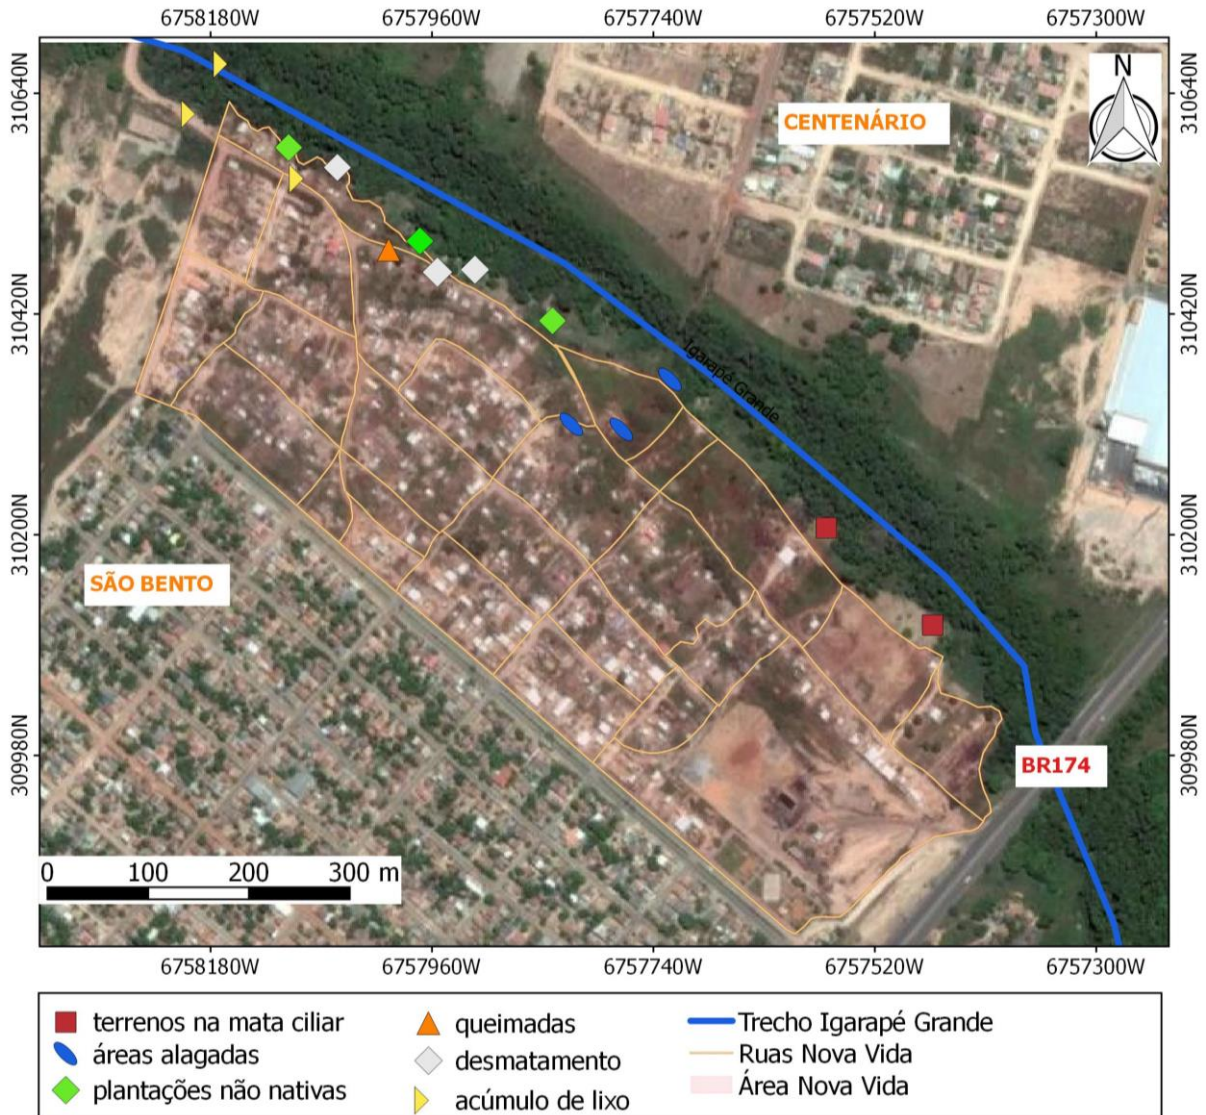 6758180W 6757960W 6757740W 6757520W 6757300W
310640N
310640N
N
CENTENÁRIO
310420N
310420N
Igarapé Grande
310200N
310200N
SÃO BENTO
309980N
309980N
BR174
0 100 200 300 m
6758180W 6757960W 6757740W 6757520W 6757300W
terrenos na mata ciliar
áreas alagadas
plantações não nativas
queimadas
desmatamento
acúmulo de lixo
Trecho Igarapé Grande
Ruas Nova Vida
Área Nova Vida